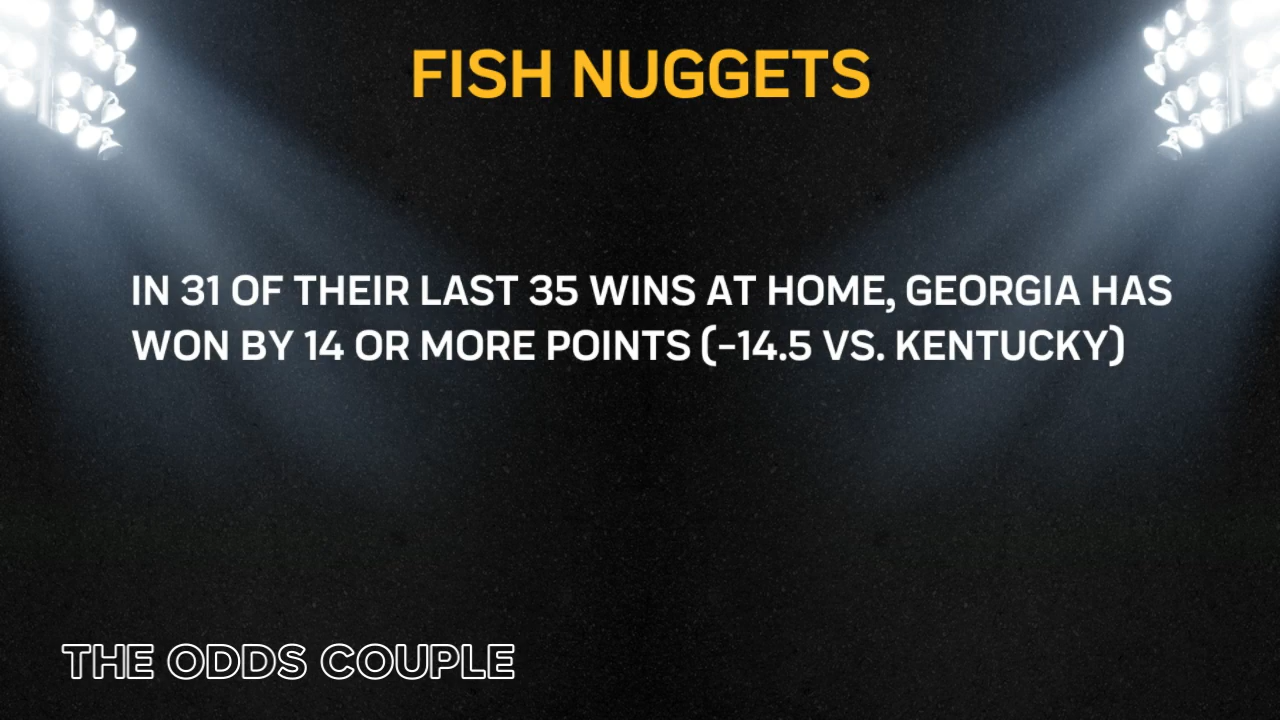 FISH NUGGETS
IN 31 OF THEIR LAST 35 WINS AT HOME, GEORGIA HAS
WON BY 14 OR MORE POINTS (-14.5 VS. KENTUCKY)
THE ODDS COUPLE